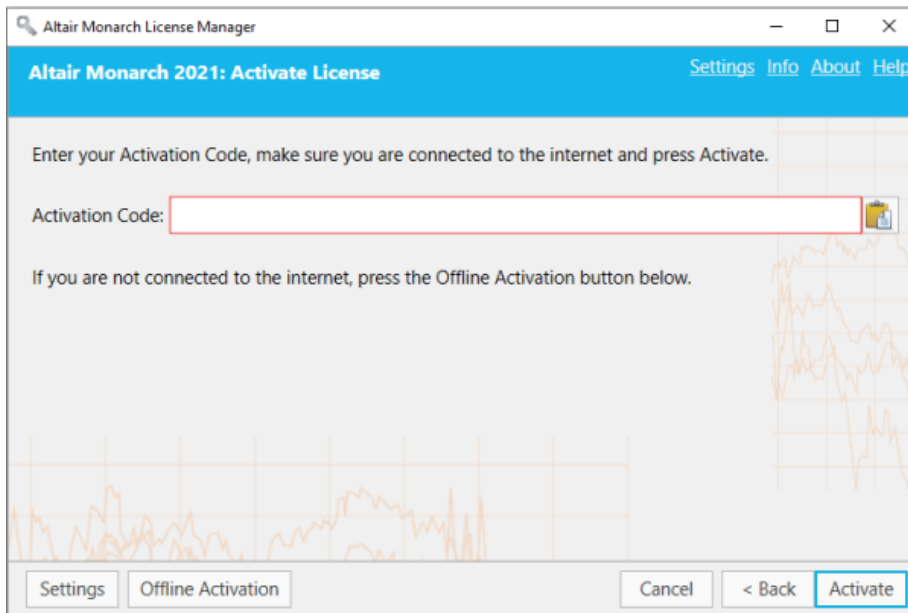 Altair Monarch License Manager
Altair Monarch 2021: Activate License
Settings Info About Help
Enter your Activation Code, make sure you are connected to the internet and press Activate.
Activation Code:
If you are not connected to the internet, press the Offline Activation button below.
Settings Offline Activation Cancel < Back Activate